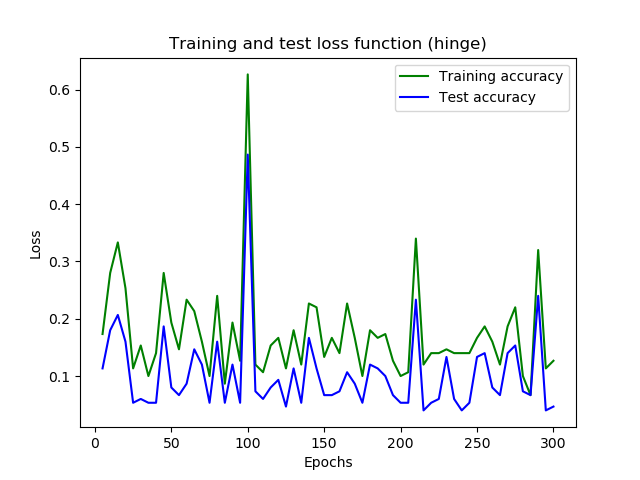 Training and test loss function (hinge)
Training accuracy
Test accuracy
Loss
0.6
0.5
0.4
0.3
0.2
0.1
0 50 100 150 200 250 300
Epochs